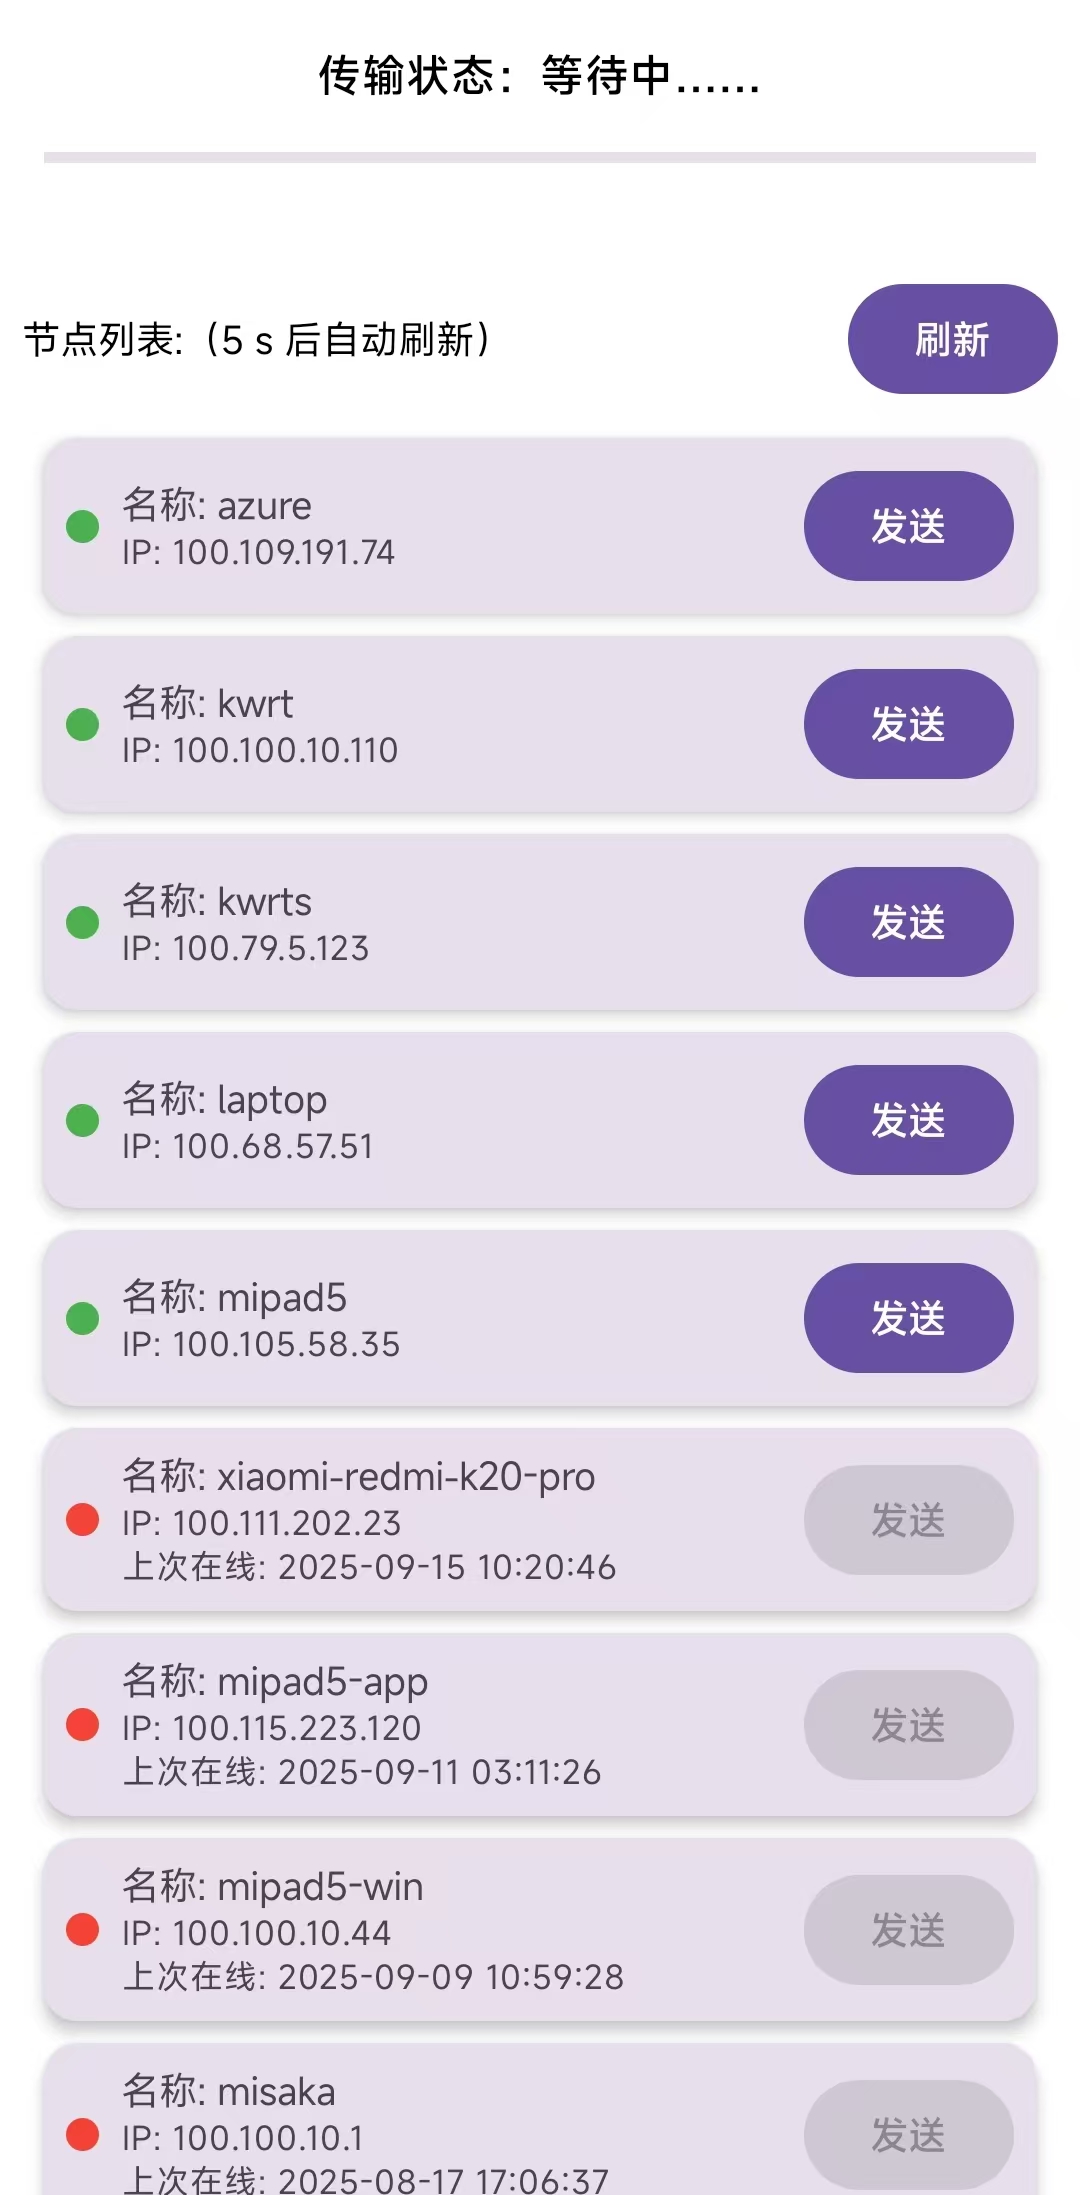 传输状态：等待中......
节点列表:（5 s 后自动刷新）
刷新
名称: azure
IP: 100.109.191.74
发送
名称: kwrt
IP: 100.100.10.110
发送
名称: kwrts
IP: 100.79.5.123
发送
名称: laptop
IP: 100.68.57.51
发送
名称: mipad5
IP: 100.105.58.35
发送
名称: xiaomi-redmi-k20-pro
IP: 100.111.202.23
上次在线: 2025-09-15 10:20:46
发送
名称: mipad5-app
IP: 100.115.223.120
上次在线: 2025-09-11 03:11:26
发送
名称: mipad5-win
IP: 100.100.10.44
上次在线: 2025-09-09 10:59:28
发送
名称: misaka
IP: 100.100.10.1
上次在线: 2025-08-17 17:06:37
发送